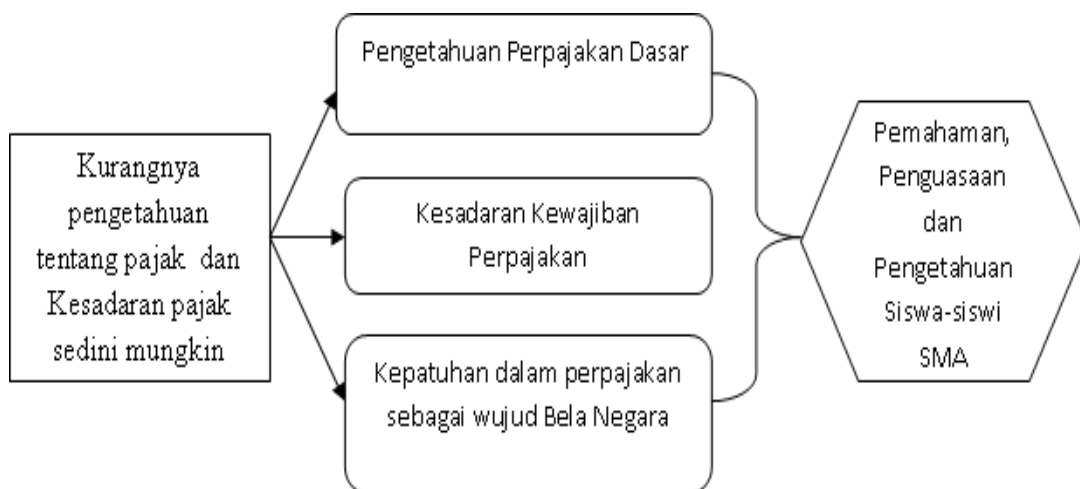 Kurangnya
pengetahuan
tentang pajak dan
Kesadaran pajak
sedini mungkin
Pengetahuan Perpajakan Dasar
Kesadaran Kewajiban
Perpajakan
Kepatuhan dalam perpajakan
sebagai wujud Bela Negara
Pemahaman,
Penguasaan
dan
Pengetahuan
Siswa-siswi
SMA